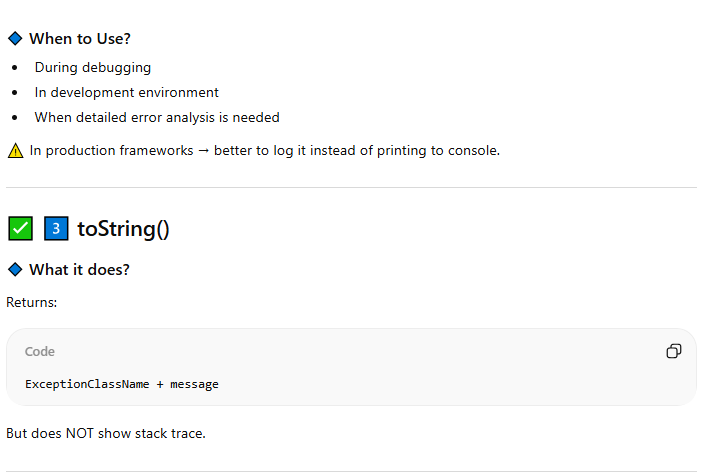 🔷 When to Use?
• During debugging
• In development environment
• When detailed error analysis is needed
⚠️ In production frameworks → better to log it instead of printing to console.
✅ 3️⃣ toString()
🔷 What it does?
Returns:
Code
ExceptionClassName + message
But does NOT show stack trace.